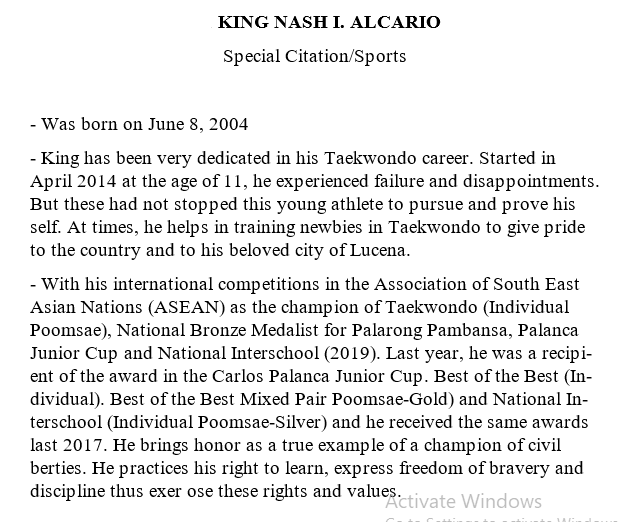 KING NASH I. ALCARIO
Special Citation/Sports
- Was born on June 8, 2004
- King has been very dedicated in his Taekwondo career. Started in
April 2014 at the age of 11, he experienced failure and disappointments.
But these had not stopped this young athlete to pursue and prove his
self. At times, he helps in training newbies in Taekwondo to give pride
to the country and to his beloved city of Lucena.
- With his international competitions in the Association of South East
Asian Nations (ASEAN) as the champion of Taekwondo (Individual
Poomsae), National Bronze Medalist for Palarong Pambansa, Palanca
Junior Cup and National Interschool (2019). Last year, he was a recipi-
ent of the award in the Carlos Palanca Junior Cup. Best of the Best (In-
dividual). Best of the Best Mixed Pair Poomsae-Gold) and National In-
terschool (Individual Poomsae-Silver) and he received the same awards
last 2017. He brings honor as a true example of a champion of civil
berties. He practices his right to learn, express freedom of bravery and
discipline thus exer ose these rights and values.
Activate Windows